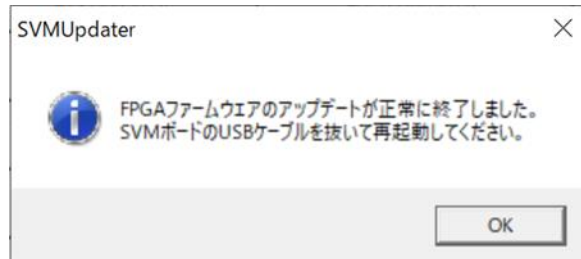 SVMUpdater
FPGAファームウエアのアップデートが正常に終了しました。
SVMボードのUSBケーブルを抜いて再起動してください。
OK